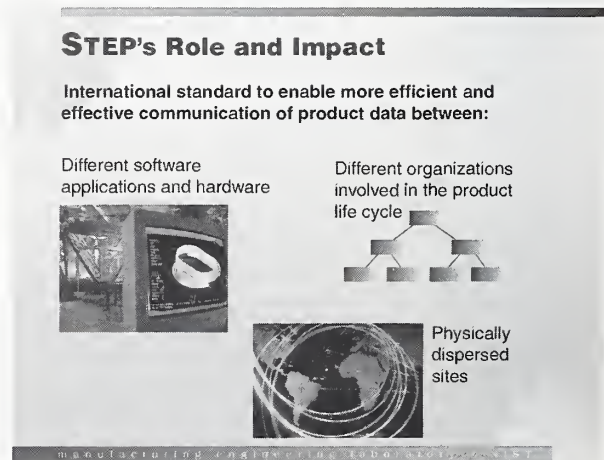 STEP's Role and Impact
International standard to enable more efficient and
effective communication of product data between:
Different software
applications and hardware
Different organizations
involved in the product
life cycle
Physically
dispersed
sites
manufacturing engineering laboratory